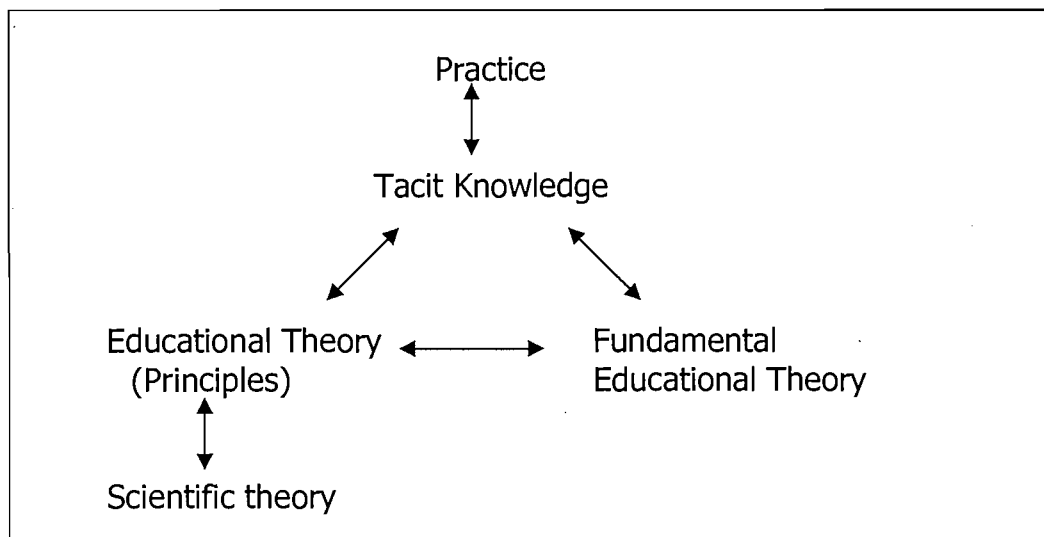 Practice
Tacit Knowledge
Educational Theory
(Principles)
Fundamental
Educational Theory
Scientific theory